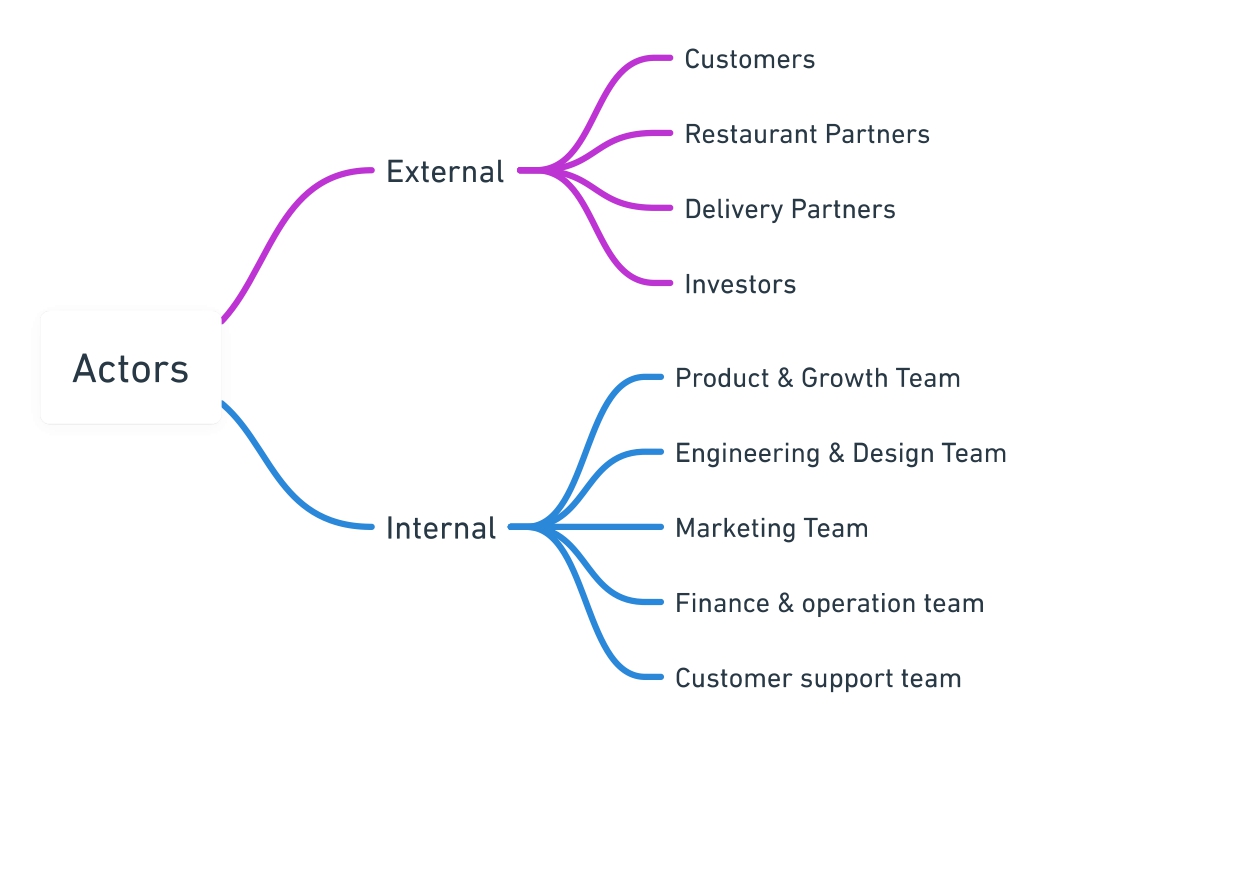 Actors
External
Customers
Restaurant Partners
Delivery Partners
Investors
Internal
Product & Growth Team
Engineering & Design Team
Marketing Team
Finance & operation team
Customer support team